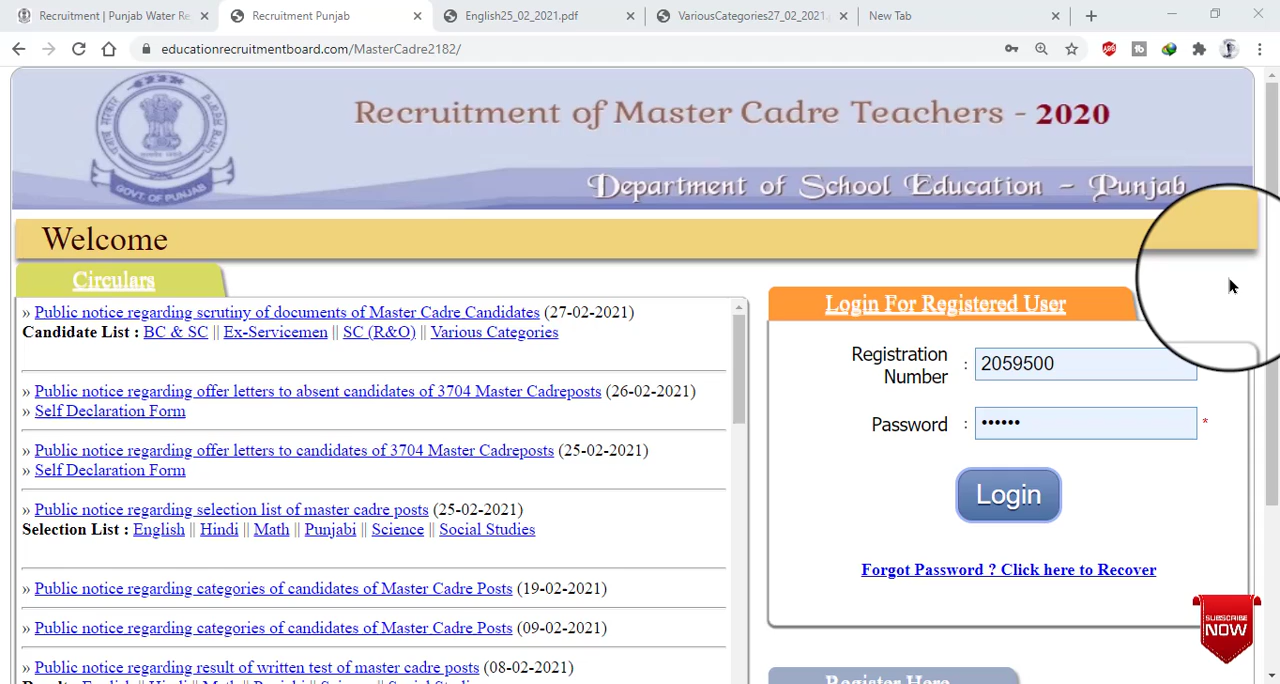 Recruitment | Punjab Water Re
Recruitment Punjab
English25_02_2021.pdf
VariousCategories27_02_2021.
New Tab
educationrecruitmentboard.com/MasterCadre2182/
Recruitment of Master Cadre Teachers - 2020
GOVT. OF PUNJAB
Department of School Education - Punjab
Welcome
Circulars
» Public notice regarding scrutiny of documents of Master Cadre Candidates (27-02-2021)
Candidate List : BC & SC || Ex-Servicemen || SC (R&O) || Various Categories
» Public notice regarding offer letters to absent candidates of 3704 Master Cadreposts (26-02-2021)
» Self Declaration Form
» Public notice regarding offer letters to candidates of 3704 Master Cadreposts (25-02-2021)
» Self Declaration Form
» Public notice regarding selection list of master cadre posts (25-02-2021)
Selection List : English || Hindi || Math || Punjabi || Science || Social Studies
» Public notice regarding categories of candidates of Master Cadre Posts (19-02-2021)
» Public notice regarding categories of candidates of Master Cadre Posts (09-02-2021)
» Public notice regarding result of written test of master cadre posts (08-02-2021)
Login For Registered User
Registration
Number : 2059500
Password : •••••• *
Login
Forgot Password ? Click here to Recover
SUBSCRIBE
NOW
Register Here